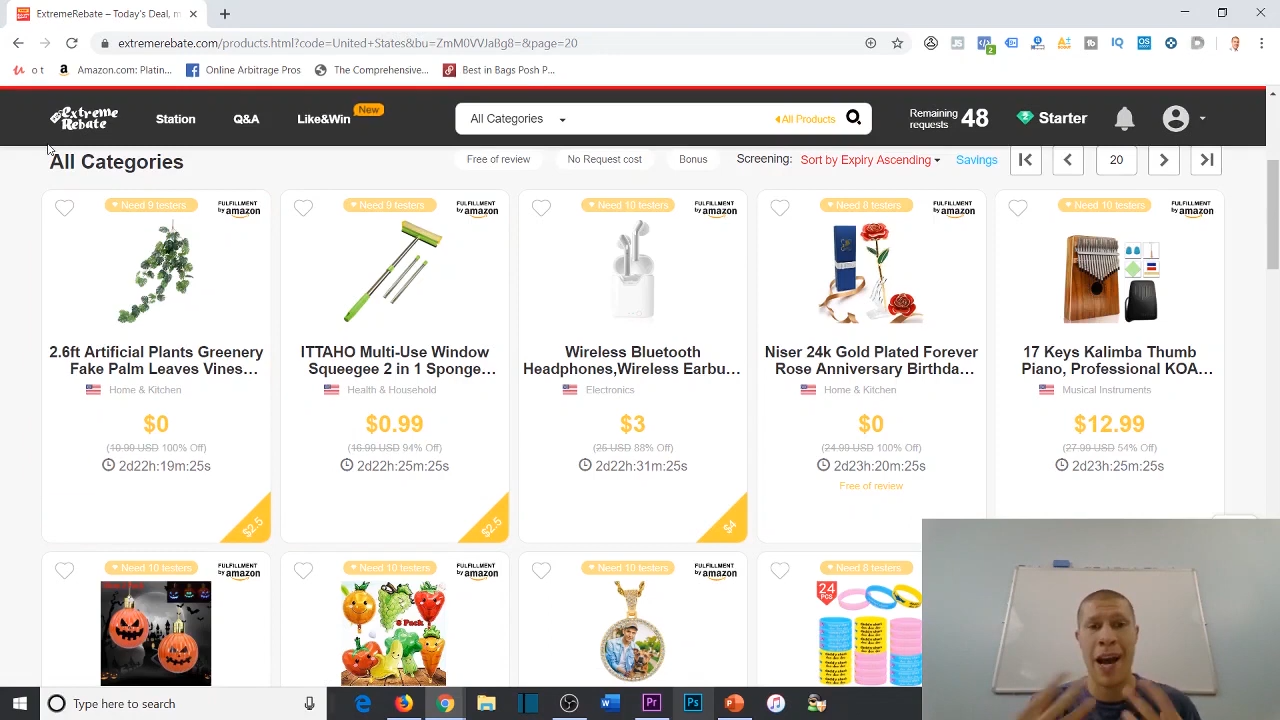 ExtremeRebate – Today's Deal, m
extremerebate.com/products.html?code=United+States&bu=7mM0VVJaBg8=&page=20
o t
Amazon.com: Platin...
Online Arbitrage Pros
The Comprehensive...
Best in Bags Posh P...
Extreme Rebate
Station
Q&A
Like&Win
New
All Categories
All Products
Remaining requests 48
Starter
All Categories
Free of review
No Request cost
Bonus
Screening:
Sort by Expiry Ascending
Savings
20
Need 9 testers
FULFILLMENT by amazon
Need 9 testers
FULFILLMENT by amazon
Need 10 testers
FULFILLMENT by amazon
Need 8 testers
FULFILLMENT by amazon
Need 10 testers
FULFILLMENT by amazon
2.6ft Artificial Plants Greenery
Fake Palm Leaves Vines...
Home & Kitchen
$0
(19.99 USD 100% Off)
2d22h:19m:25s
$2.5
ITTAHO Multi-Use Window
Squeegee 2 in 1 Sponge...
Health & Household
$0.99
(16.99 USD 94% Off)
2d22h:25m:25s
$2.5
Wireless Bluetooth
Headphones,Wireless Earbu...
Electronics
$3
(25 USD 88% Off)
2d22h:31m:25s
$4
Niser 24k Gold Plated Forever
Rose Anniversary Birthda...
Home & Kitchen
$0
(24.99 USD 100% Off)
2d23h:20m:25s
Free of review
17 Keys Kalimba Thumb
Piano, Professional KOA...
Musical Instruments
$12.99
(27.99 USD 54% Off)
2d23h:25m:25s
Need 10 testers
FULFILLMENT by amazon
Need 10 testers
FULFILLMENT by amazon
Need 10 testers
FULFILLMENT by amazon
Need 8 testers
24
PCS
6 Pack
Type here to search